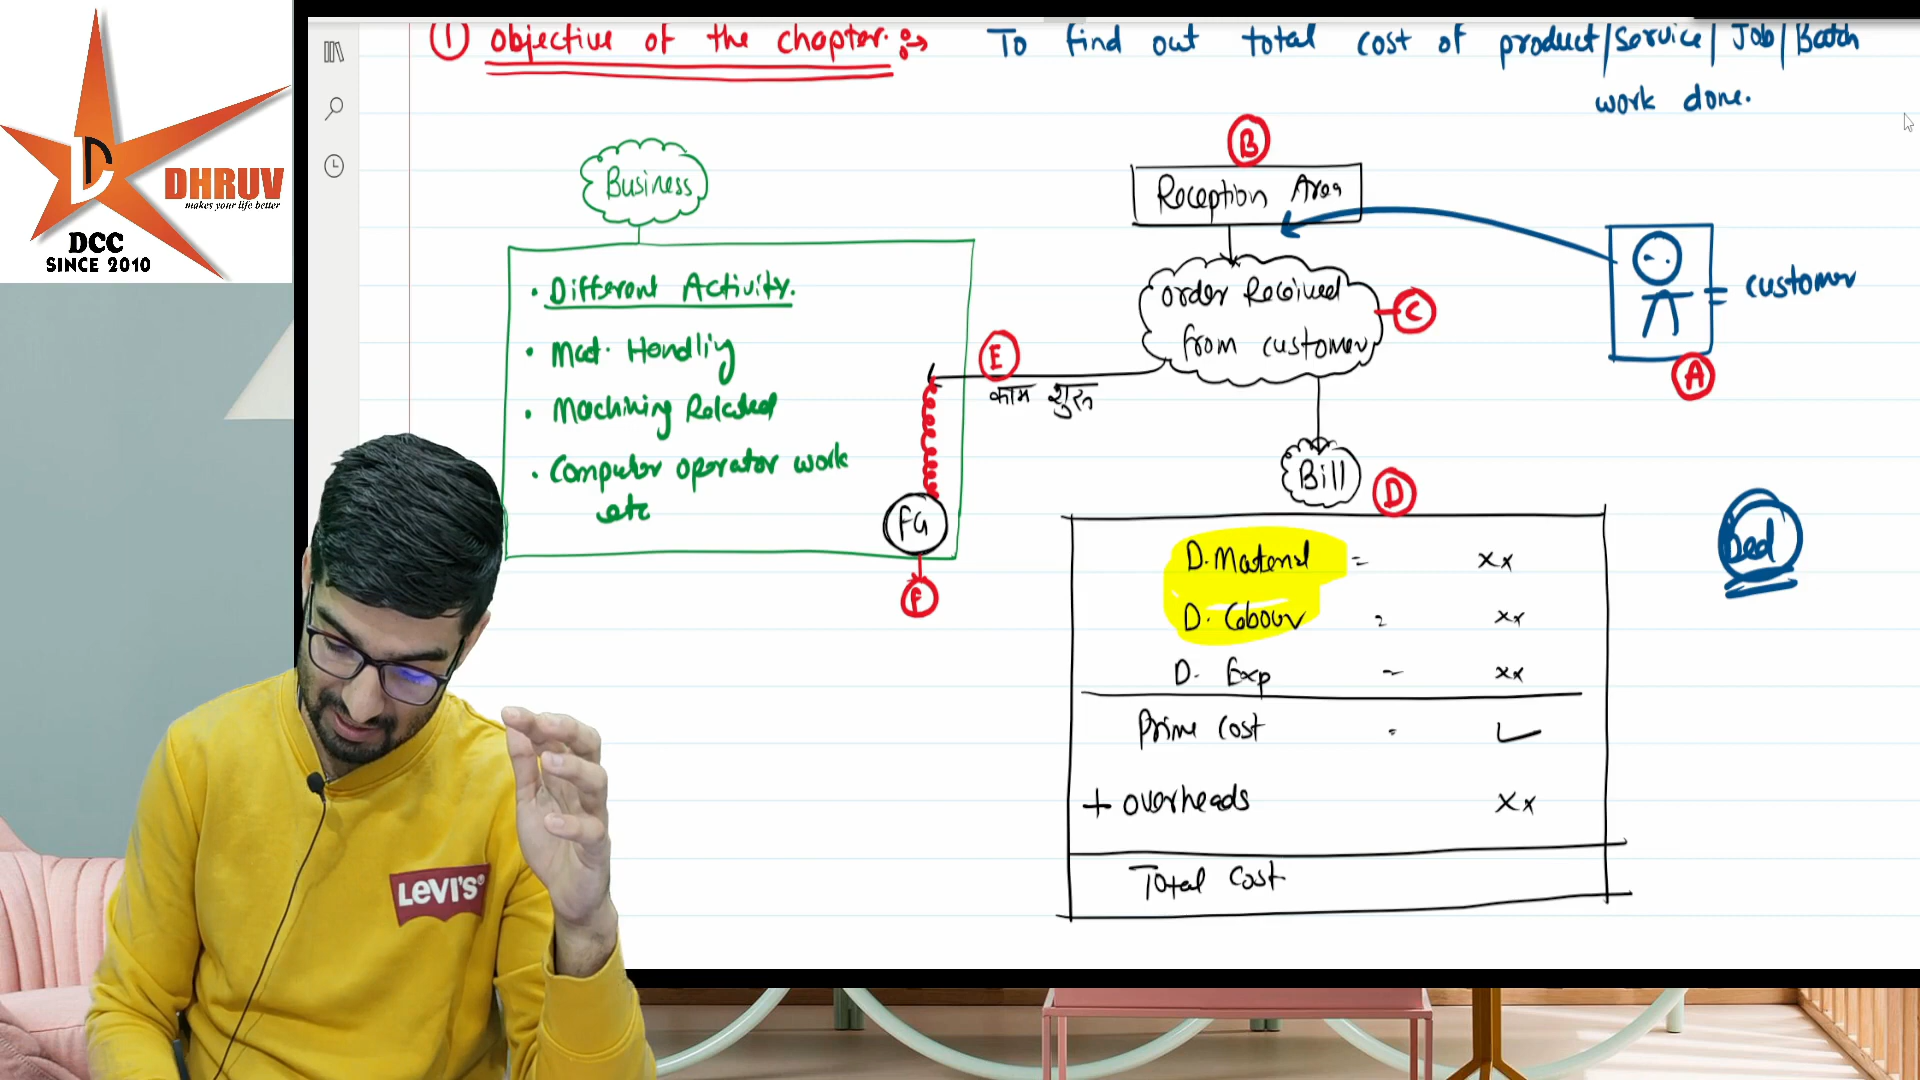 ① Objective of the chapter :→ To find out total cost of product/Service/Job/Batch
work done.
DHRUV
makes your life better
DCC
SINCE 2010
B
Reception Area
Business
order Received
from customer
C
customer
A
• Different Activity.
• Mat. Handling
• Machining Related
• Computer operator work
etc
E
काम शुरू
FG
F
Bill
D
Bed
D. Material = xx
D. Labour = xx
D. Exp = xx
Prime Cost = ✓
+ overheads xx
Total Cost
LEVI'S®